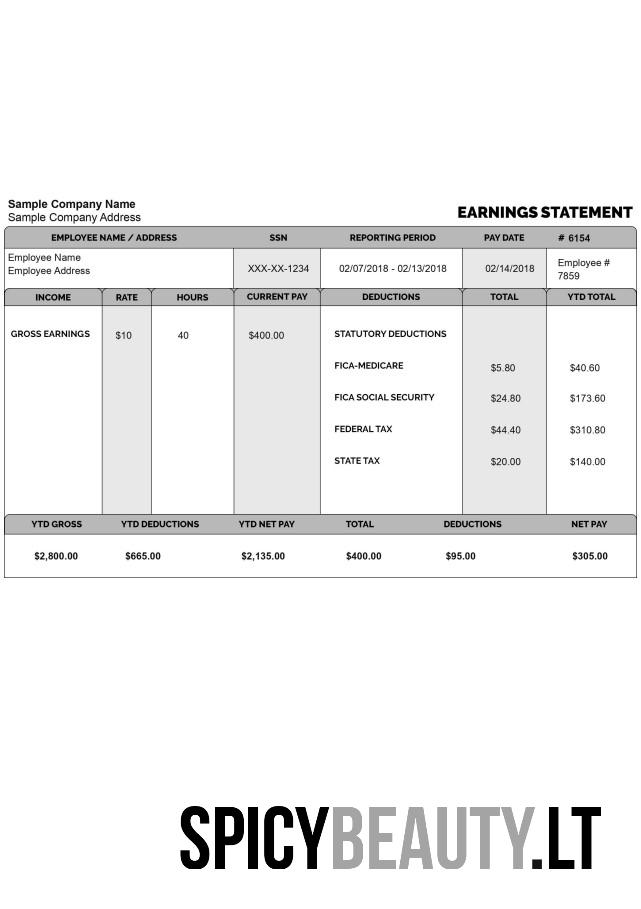 Sample Company Name
Sample Company Address
EARNINGS STATEMENT
EMPLOYEE NAME / ADDRESS SSN REPORTING PERIOD PAY DATE # 6154
Employee Name
Employee Address
XXX-XX-1234 02/07/2018 - 02/13/2018 02/14/2018
Employee #
7859
INCOME RATE HOURS CURRENT PAY DEDUCTIONS TOTAL YTD TOTAL
GROSS EARNINGS $10 40 $400.00 STATUTORY DEDUCTIONS
FICA-MEDICARE $5.80 $40.60
FICA SOCIAL SECURITY $24.80 $173.60
FEDERAL TAX $44.40 $310.80
STATE TAX $20.00 $140.00
YTD GROSS YTD DEDUCTIONS YTD NET PAY TOTAL DEDUCTIONS NET PAY
$2,800.00 $665.00 $2,135.00 $400.00 $95.00 $305.00
SPICYBEAUTY.LT